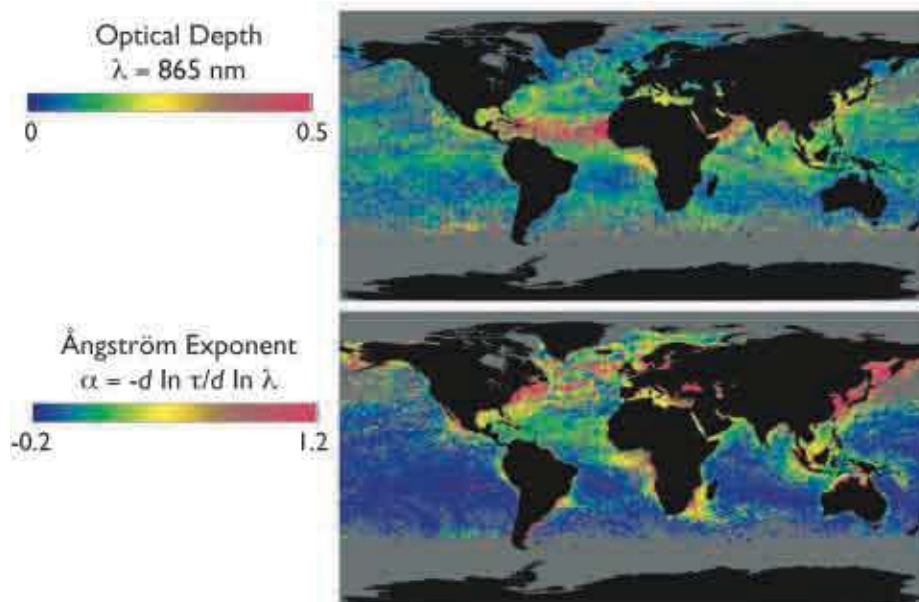 Optical Depth
λ = 865 nm
0 0.5
Ångström Exponent
α = -d ln τ/d ln λ
-0.2 1.2